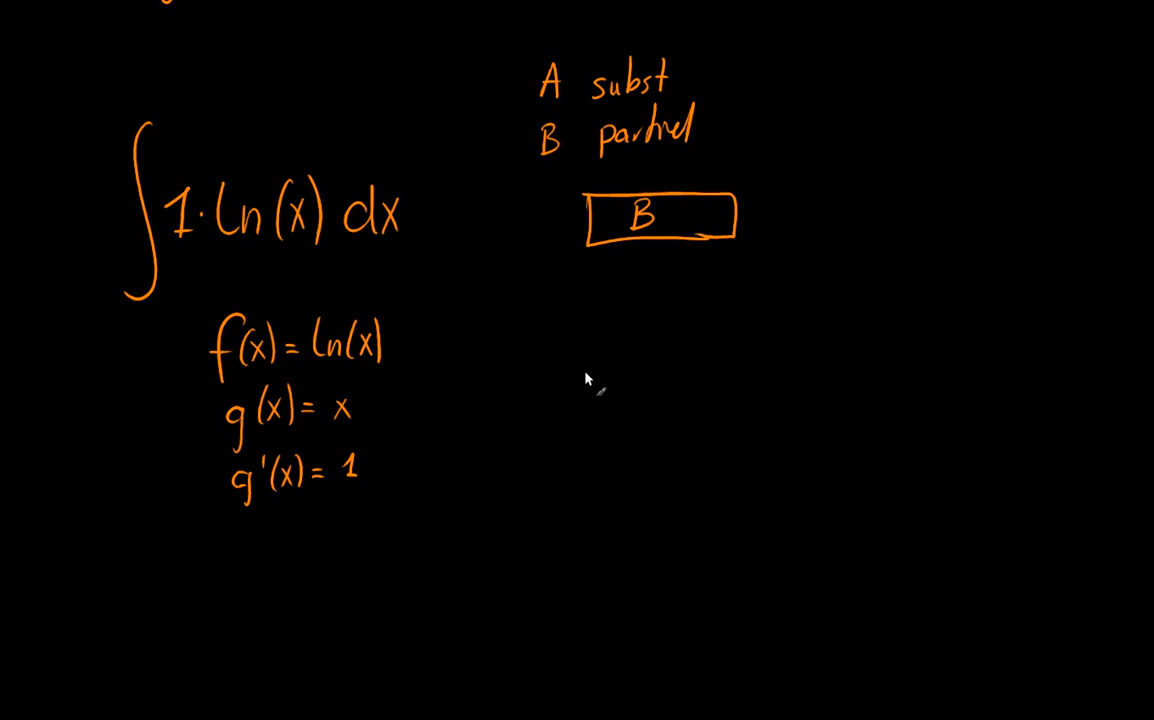 A subst
B partiel
∫ 1·ln(x) dx
B
f(x) = ln(x)
g(x) = x
g'(x) = 1